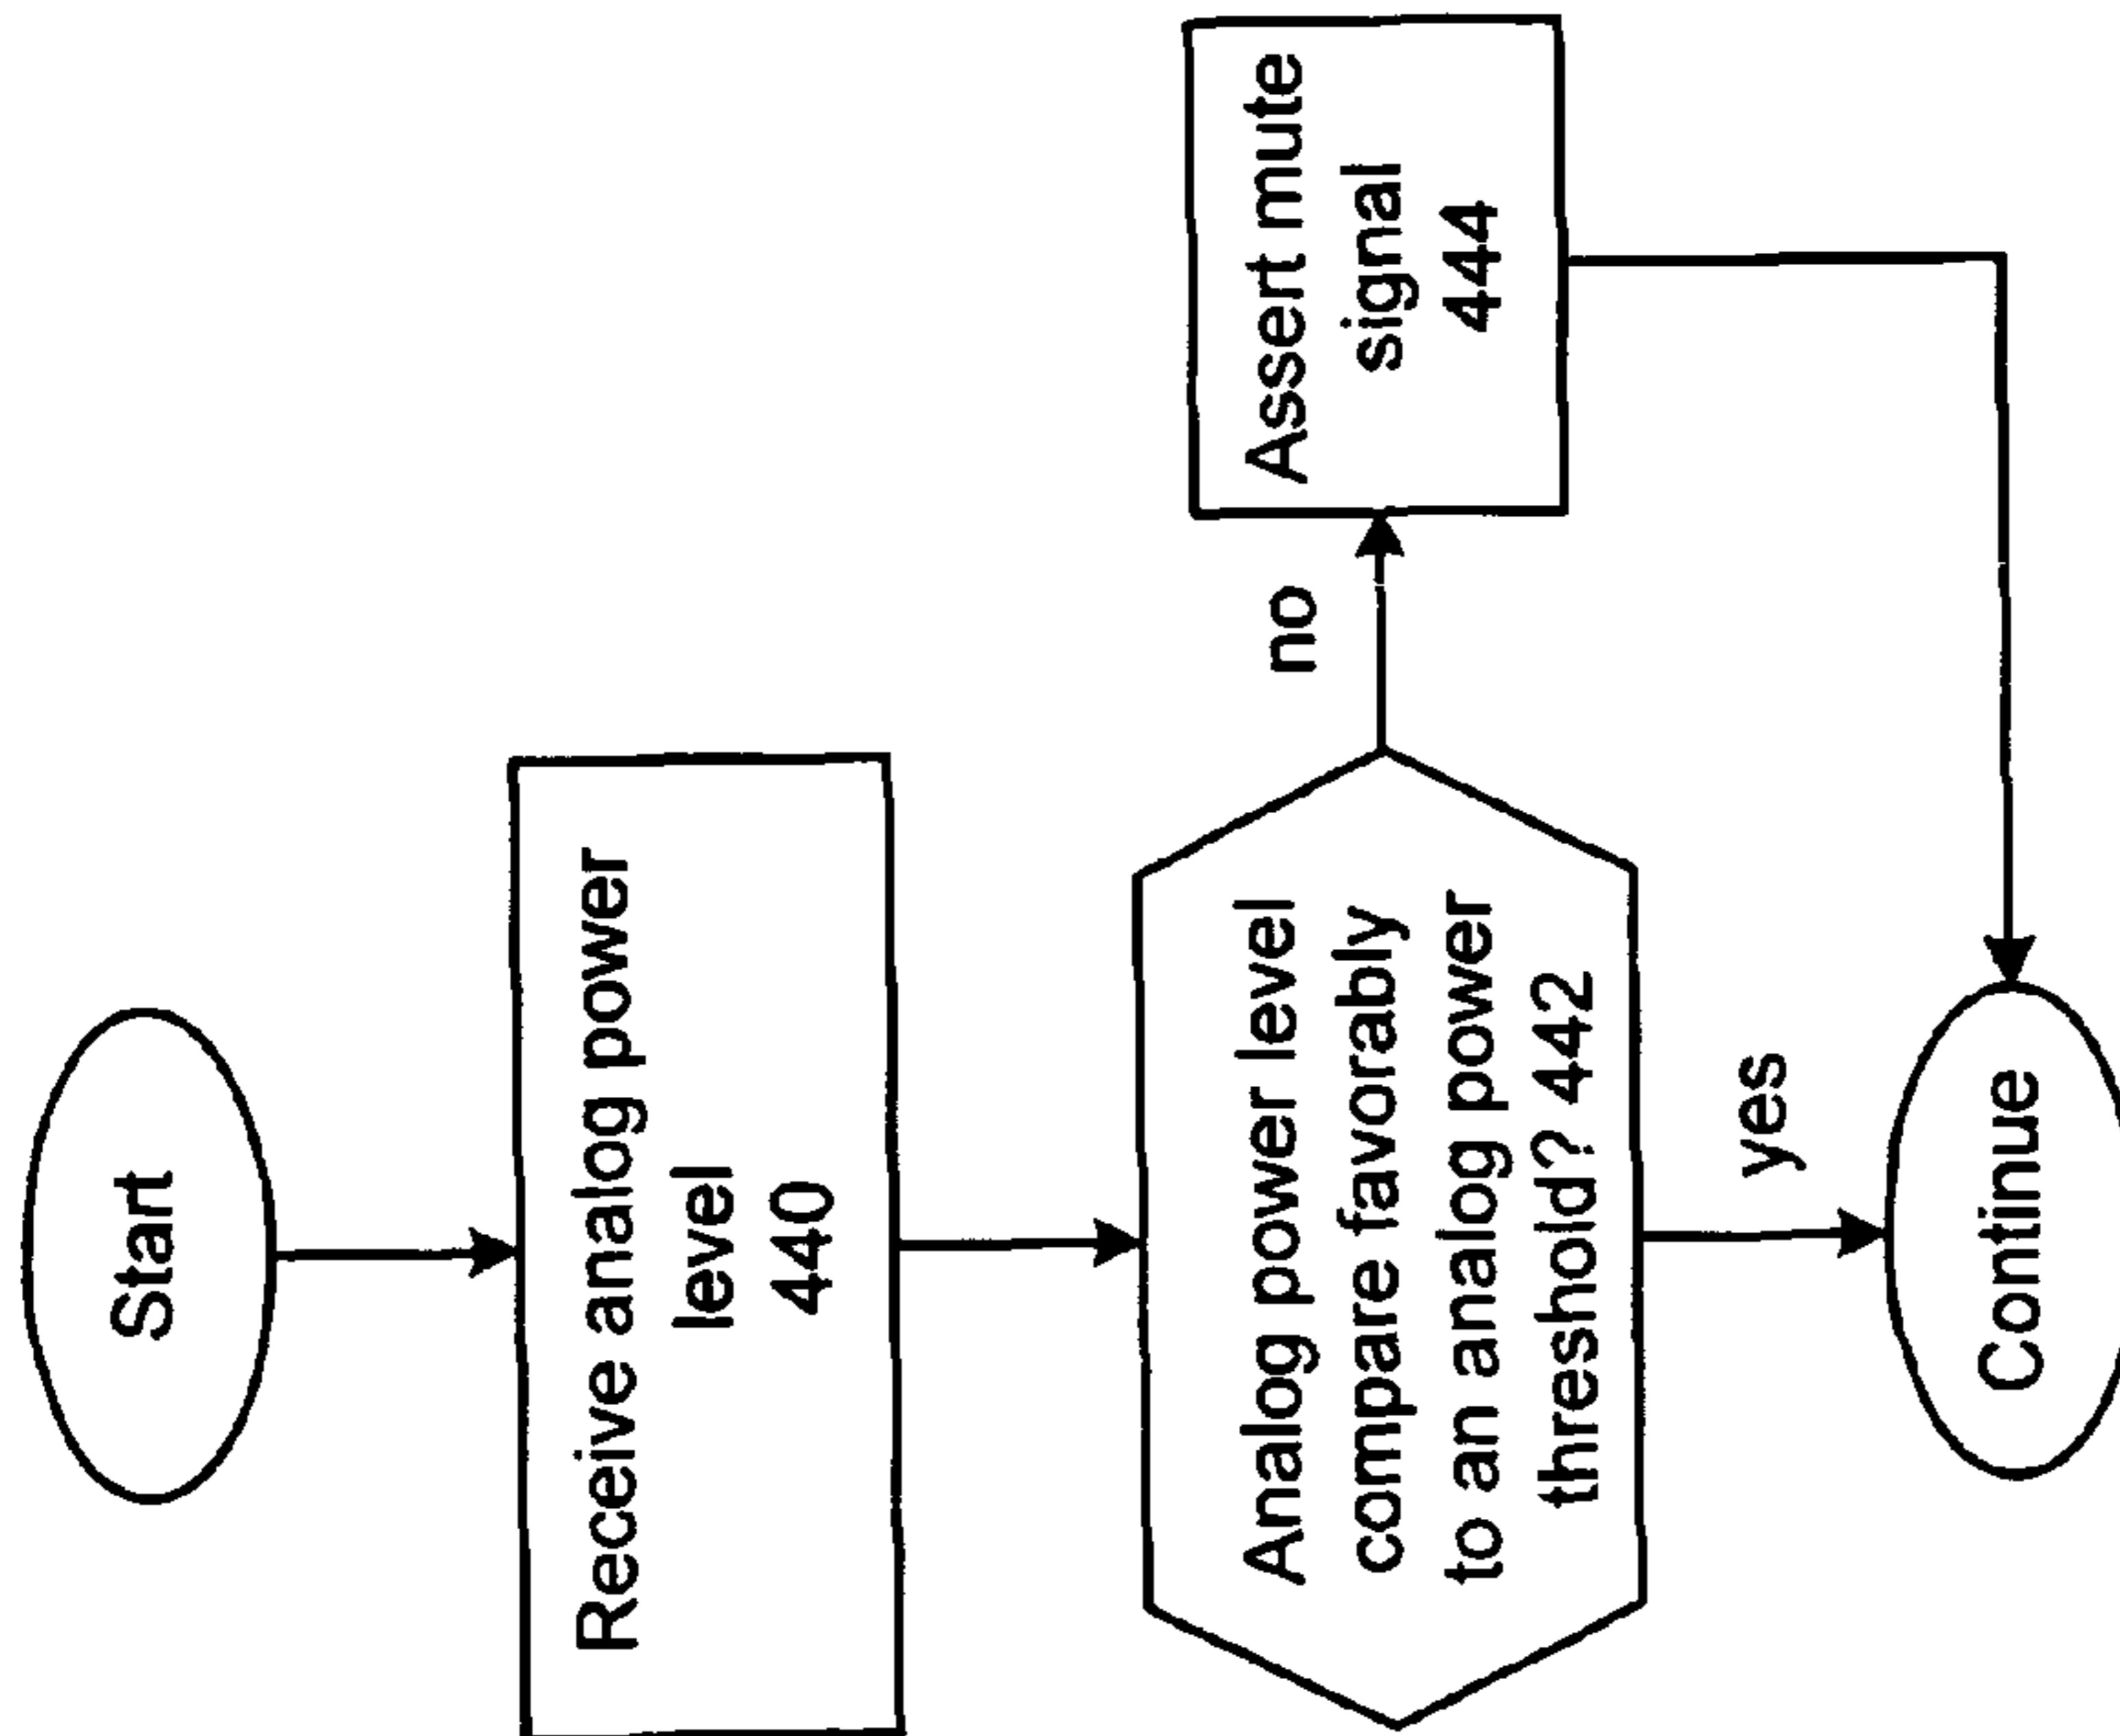 Start
Receive analog power
level
440
Analog power level
compare favorably
to an analog power
threshold? 442
no
Assert mute
signal
444
yes
Continue